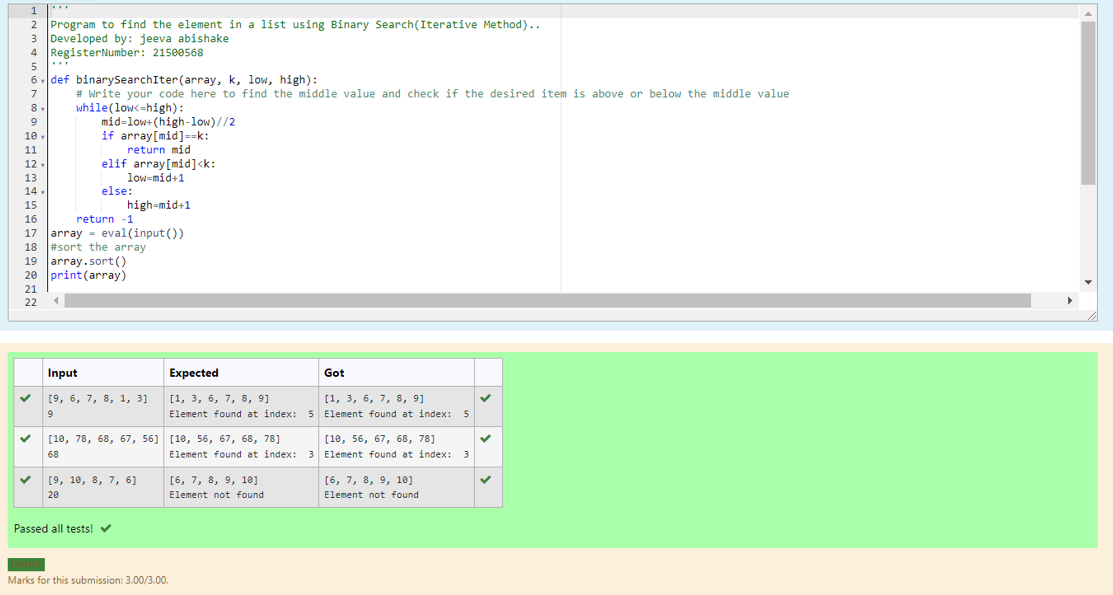 1 '''
2 Program to find the element in a list using Binary Search(Iterative Method)..
3 Developed by: jeeva abishake
4 RegisterNumber: 21500568
5 '''
6 def binarySearchIter(array, k, low, high):
7 # Write your code here to find the middle value and check if the desired item is above or below the middle value
8 while(low<=high):
9 mid=low+(high-low)//2
10 if array[mid]==k:
11 return mid
12 elif array[mid]<k:
13 low=mid+1
14 else:
15 high=mid+1
16 return -1
17 array = eval(input())
18 #sort the array
19 array.sort()
20 print(array)
21
22
Input Expected Got
[9, 6, 7, 8, 1, 3] [1, 3, 6, 7, 8, 9] [1, 3, 6, 7, 8, 9]
9 Element found at index:  5 Element found at index:  5
[10, 78, 68, 67, 56] [10, 56, 67, 68, 78] [10, 56, 67, 68, 78]
68 Element found at index:  3 Element found at index:  3
[9, 10, 8, 7, 6] [6, 7, 8, 9, 10] [6, 7, 8, 9, 10]
20 Element not found Element not found
Passed all tests!
Marks for this submission: 3.00/3.00.